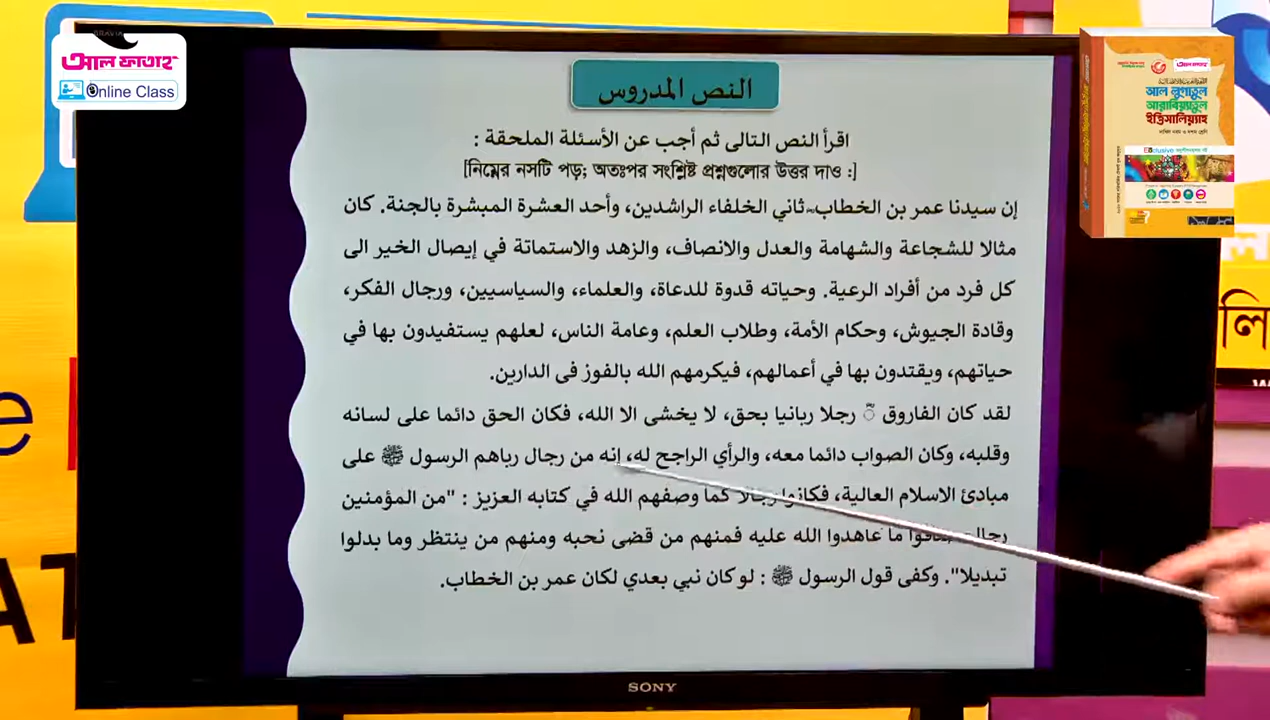 আল ফাতাহ
Online Class
النص المدروس
اقرأ النص التالى ثم أجب عن الأسئلة الملحقة :
[নিম্নের নসটি পড়; অতঃপর সংশ্লিষ্ট প্রশ্নগুলোর উত্তর দাও :]
إن سيدنا عمر بن الخطاب ثاني الخلفاء الراشدين، وأحد العشرة المبشرة بالجنة. كان
مثالا للشجاعة والشهامة والعدل والانصاف، والزهد والاستماتة في إيصال الخير الى
كل فرد من أفراد الرعية. وحياته قدوة للدعاة، والعلماء، والسياسيين، ورجال الفكر،
وقادة الجيوش، وحكام الأمة، وطلاب العلم، وعامة الناس، لعلهم يستفيدون بها في
حياتهم، ويقتدون بها في أعمالهم، فيكرمهم الله بالفوز فى الدارين.
لقد كان الفاروق رجلا ربانيا بحق، لا يخشى الا الله، فكان الحق دائما على لسانه
وقلبه، وكان الصواب دائما معه، والرأي الراجح له، إنه من رجال رباهم الرسول ﷺ على
مبادئ الاسلام العالية، فكانوا رجالا كما وصفهم الله في كتابه العزيز : "من المؤمنين
رجال ما عاهدوا الله عليه فمنهم من قضى نحبه ومنهم من ينتظر وما بدلوا
تبديلا". وكفى قول الرسول ﷺ : لو كان نبي بعدي لكان عمر بن الخطاب.
SONY
আল ফাতাহ
আল লুগাতুল
আরাবিয়্যাতুল
ইত্তিসালিয়্যাহ
Exclusive